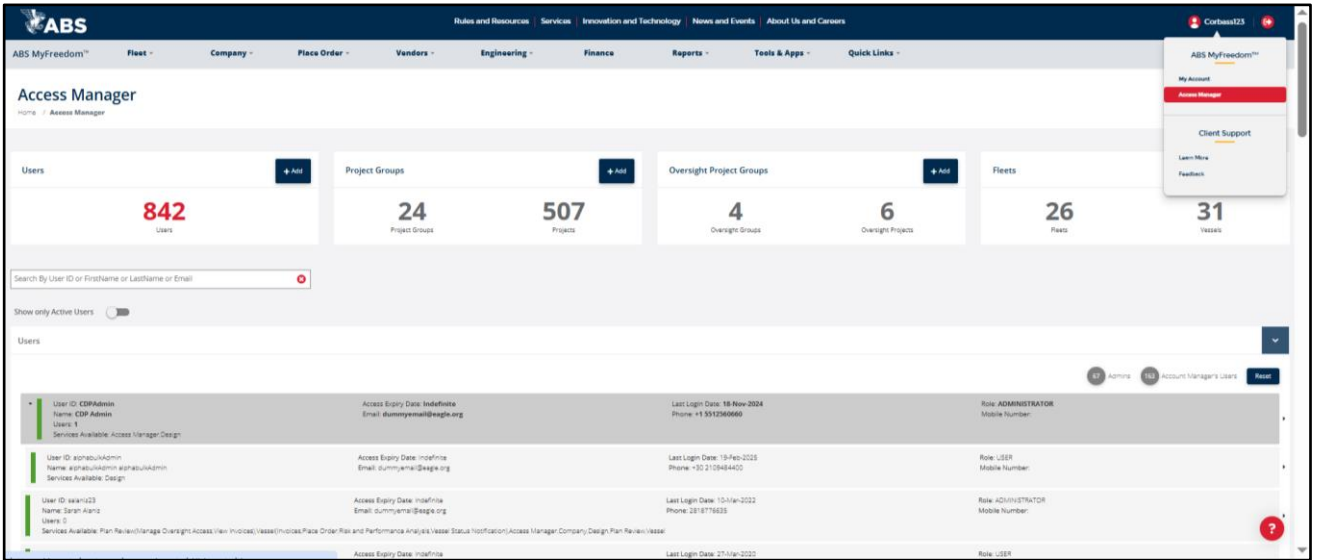 ABS
Rules and Resources | Services | Innovation and Technology | News and Events | About Us and Careers
Corbass123
ABS MyFreedom™ Fleet Company Place Order Vendors Engineering Finance Reports Tools & Apps Quick Links
ABS MyFreedom™
My Account
Access Manager
Client Support
Learn More
Feedback
Access Manager
Home / Access Manager
Users + Add Project Groups + Add Oversight Project Groups + Add Fleets
842 24 507 4 6 26 31
Users Project Groups Projects Oversight Groups Oversight Projects Fleets Vessels
Search By User ID or FirstName or LastName or Email
Show only Active Users
Users
67 Admins 163 Account Manager's Users Reset
User ID: CDPAdmin Access Expiry Date: Indefinite Last Login Date: 18-Nov-2024 Role: ADMINISTRATOR
Name: CDP Admin Email: dummyemail@eagle.org Phone: +1 5512560660 Mobile Number:
Users: 1
Services Available: Access Manager,Design
User ID: alphabulkAdmin Access Expiry Date: Indefinite Last Login Date: 19-Feb-2025 Role: USER
Name: alphabulkAdmin alphabulkAdmin Email: dummyemail@eagle.org Phone: +30 2109484400 Mobile Number:
Services Available: Design
User ID: salaniz23 Access Expiry Date: Indefinite Last Login Date: 10-Mar-2022 Role: ADMINISTRATOR
Name: Sarah Alaniz Email: dummyemail@eagle.org Phone: 2818776635 Mobile Number:
Users: 0
Services Available: Plan Review(Manage Oversight Access,View Invoices),Vessel(Invoices,Place Order,Risk and Performance Analysis,Vessel Status Notification),Access Manager,Company,Design,Plan Review,Vessel
Access Expiry Date: Indefinite Last Login Date: 27-Mar-2020 Role: USER
?